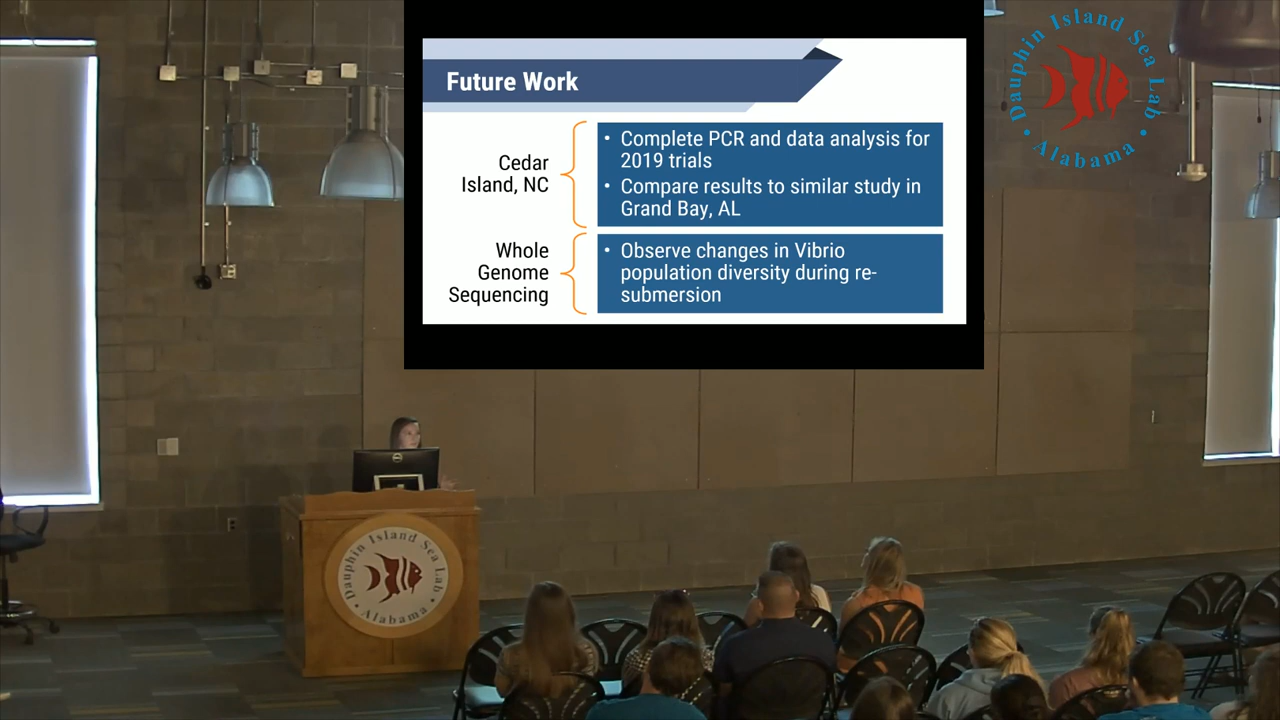 Future Work
Cedar
Island, NC
• Complete PCR and data analysis for
2019 trials
• Compare results to similar study in
Grand Bay, AL
Whole
Genome
Sequencing
• Observe changes in Vibrio
population diversity during re-
submersion
Dauphin Island Sea Lab
• Alabama •
DELL
Dauphin Island Sea Lab
• Alabama •